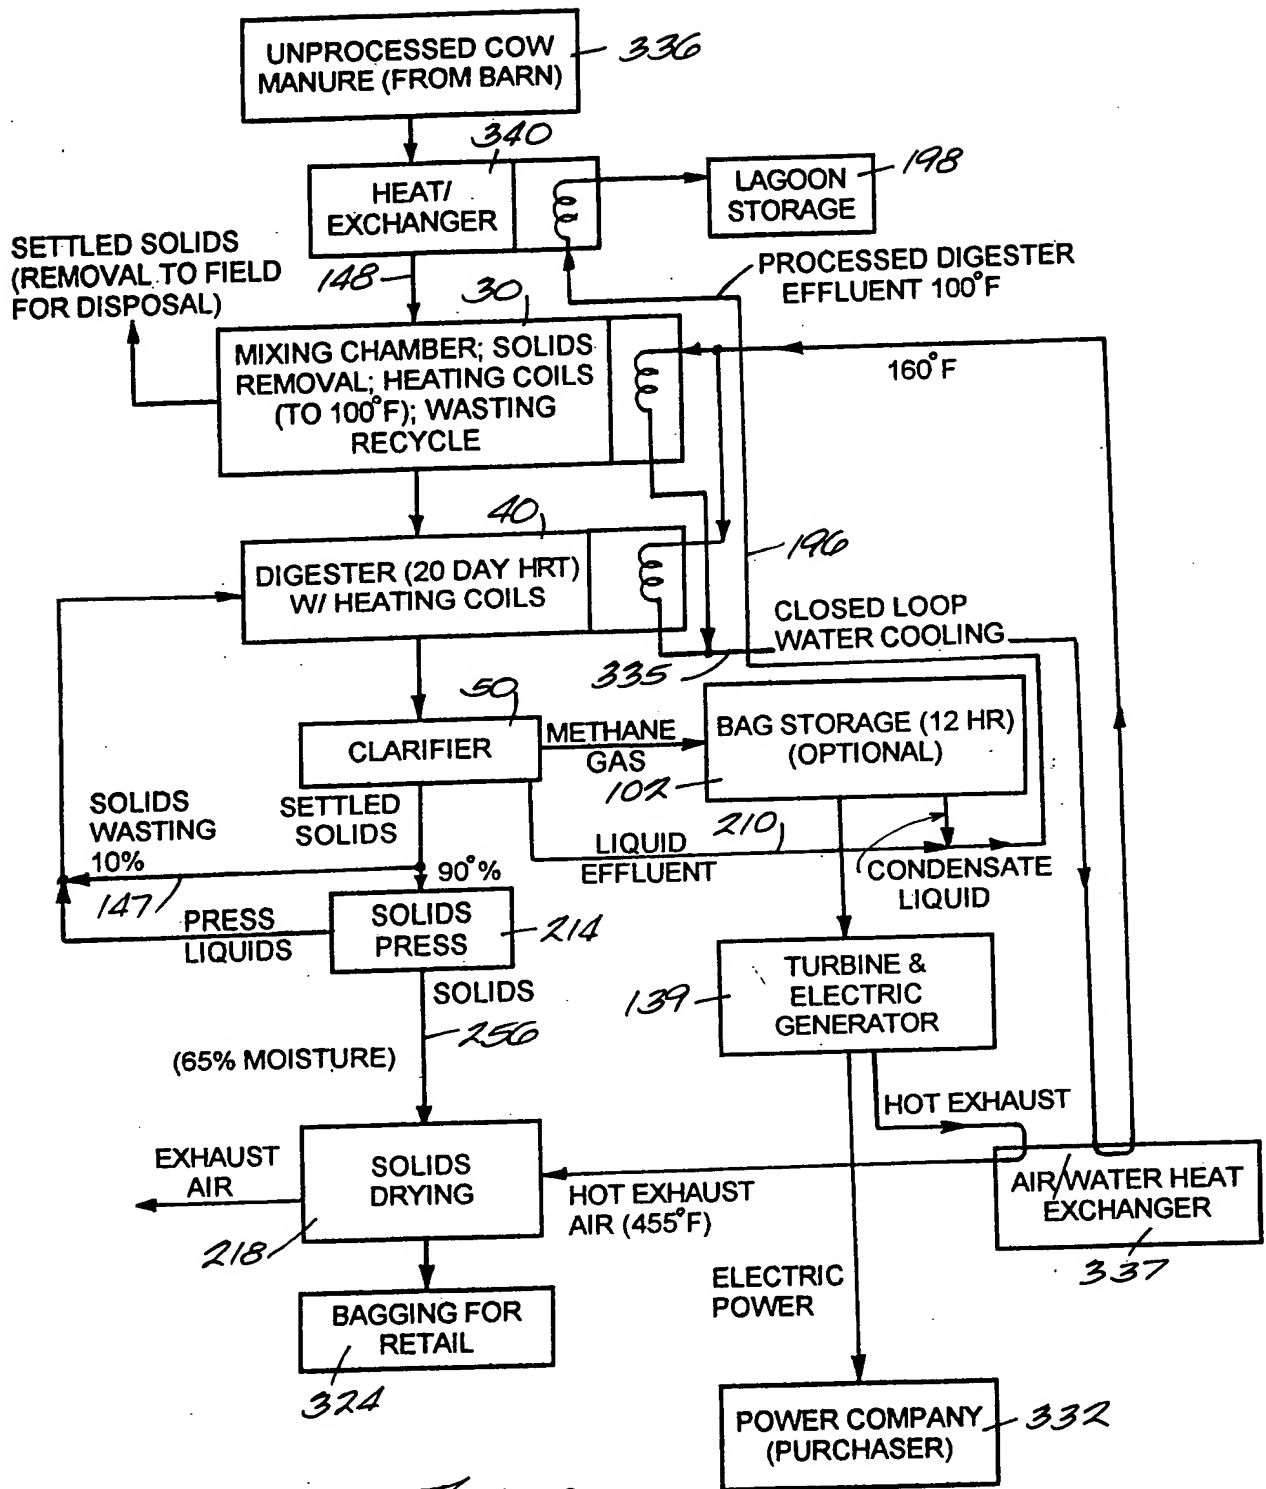 UNPROCESSED COW
MANURE (FROM BARN)
336
340
HEAT/
EXCHANGER
LAGOON
STORAGE
198
SETTLED SOLIDS
(REMOVAL TO FIELD
FOR DISPOSAL)
148
PROCESSED DIGESTER
EFFLUENT 100°F
30
MIXING CHAMBER; SOLIDS
REMOVAL; HEATING COILS
(TO 100°F); WASTING
RECYCLE
160°F
40
DIGESTER (20 DAY HRT)
W/ HEATING COILS
196
CLOSED LOOP
WATER COOLING
335
50
CLARIFIER
METHANE
GAS
BAG STORAGE (12 HR)
(OPTIONAL)
102
SOLIDS
WASTING
10%
SETTLED
SOLIDS
210
LIQUID
EFFLUENT
CONDENSATE
LIQUID
147
90°%
PRESS
LIQUIDS
SOLIDS
PRESS
214
SOLIDS
256
(65% MOISTURE)
139
TURBINE &
ELECTRIC
GENERATOR
HOT EXHAUST
EXHAUST
AIR
SOLIDS
DRYING
HOT EXHAUST
AIR (455°F)
AIR/WATER HEAT
EXCHANGER
337
218
BAGGING FOR
RETAIL
324
ELECTRIC
POWER
POWER COMPANY
(PURCHASER)
332